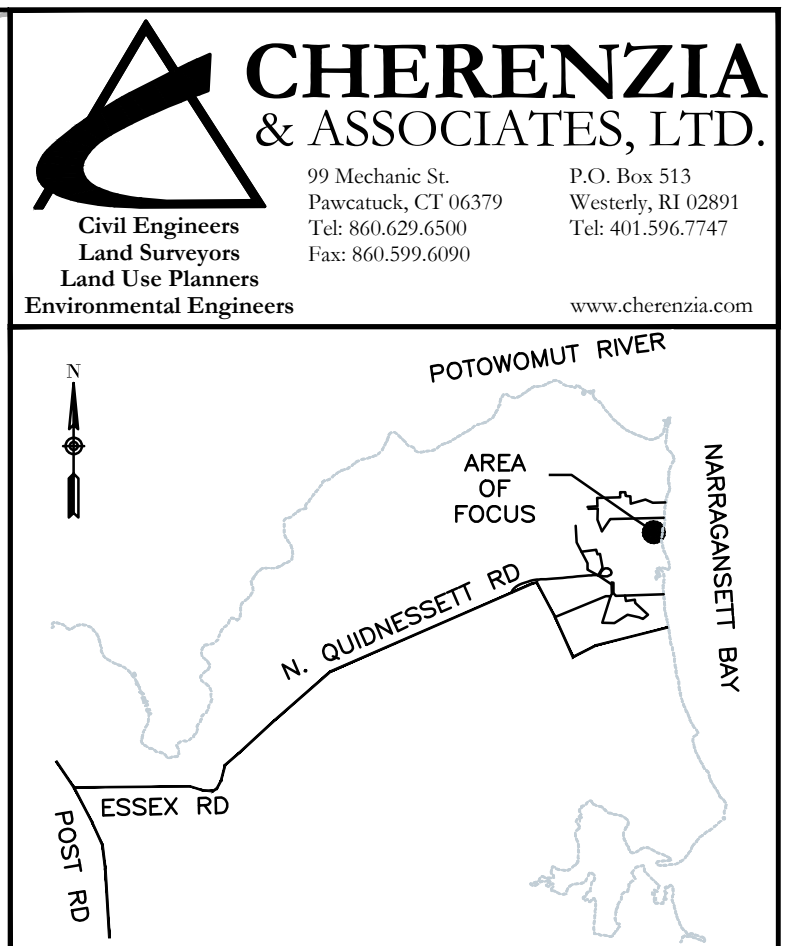 CHERENZIA
& ASSOCIATES, LTD.
99 Mechanic St.
Pawcatuck, CT 06379
Tel: 860.629.6500
Fax: 860.599.6090
P.O. Box 513
Westerly, RI 02891
Tel: 401.596.7747
www.cherenzia.com
Civil Engineers
Land Surveyors
Land Use Planners
Environmental Engineers
N
POTOWOMUT RIVER
AREA
OF
FOCUS
NARRAGANSETT BAY
N. QUIDNESSETT RD
ESSEX RD
POST RD